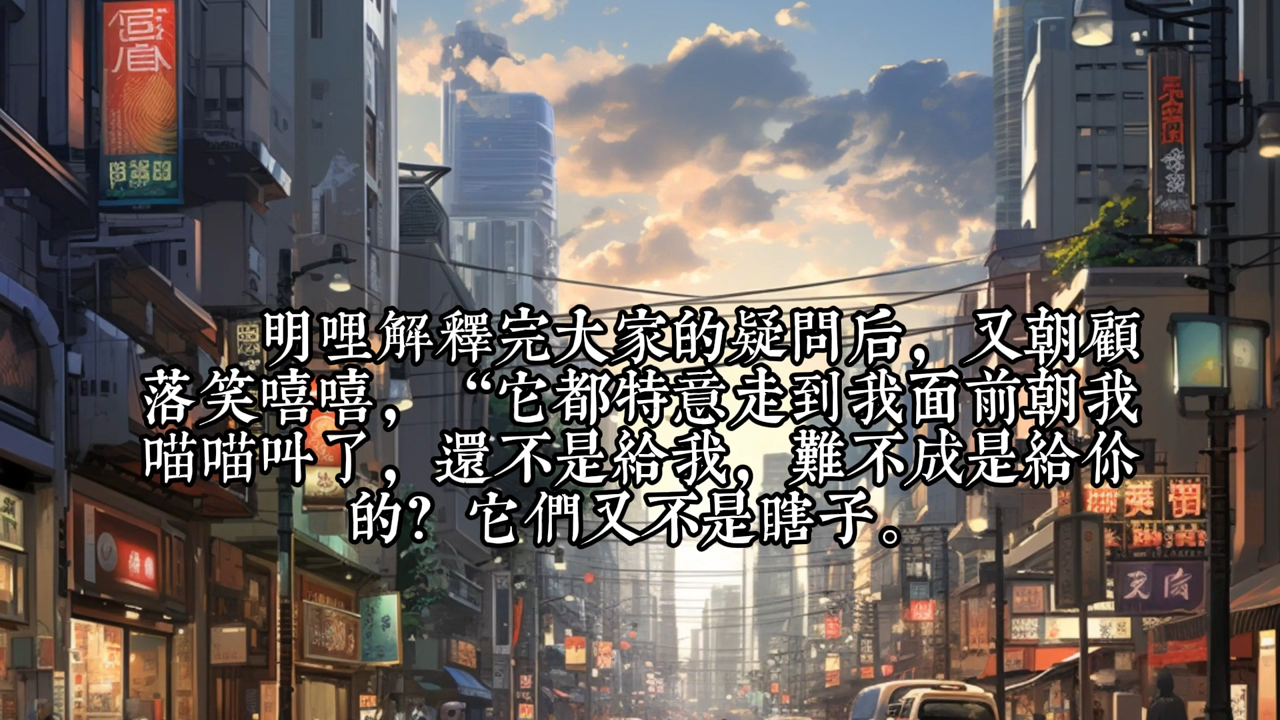 明哩解釋完大家的疑問后，又朝顧
落笑嘻嘻，“它都特意走到我面前朝我
喵喵叫了，還不是給我，難不成是給你
的？它們又不是瞎子。